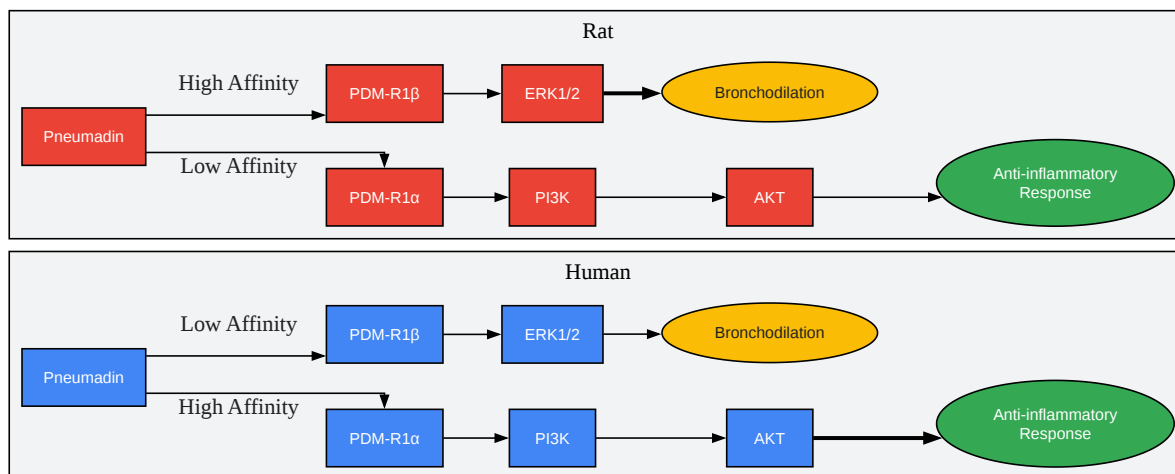 Rat
High Affinity
PDM-R1β
ERK1/2
Bronchodilation
Pneumadin
Low Affinity
PDM-R1α
PI3K
AKT
Anti-inflammatory
Response
Human
Low Affinity
PDM-R1β
ERK1/2
Bronchodilation
Pneumadin
High Affinity
PDM-R1α
PI3K
AKT
Anti-inflammatory
Response